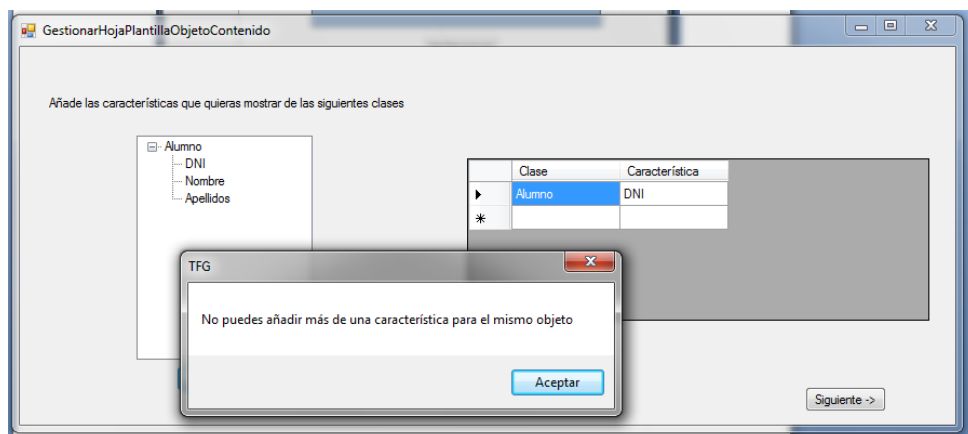 GestionarHojaPlantillaObjetoContenido
Añade las características que quieras mostrar de las siguientes clases
Alumno
DNI
Nombre
Apellidos
Clase Característica
Alumno DNI
TFG
No puedes añadir más de una característica para el mismo objeto
Aceptar
Siguiente ->